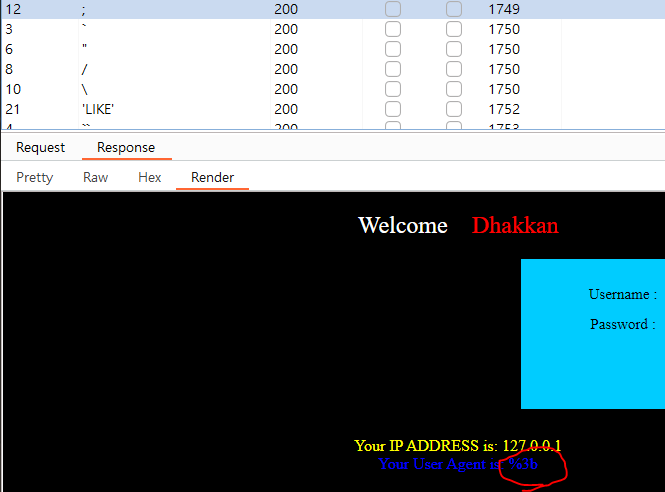 12 ; 200 1749
3 ` 200 1750
6 " 200 1750
8 / 200 1750
10 \ 200 1750
21 'LIKE' 200 1752
4 `` 200 1753
Request Response
Pretty Raw Hex Render
Welcome Dhakkan
Username :
Password :
Your IP ADDRESS is: 127.0.0.1
Your User Agent is: %3b